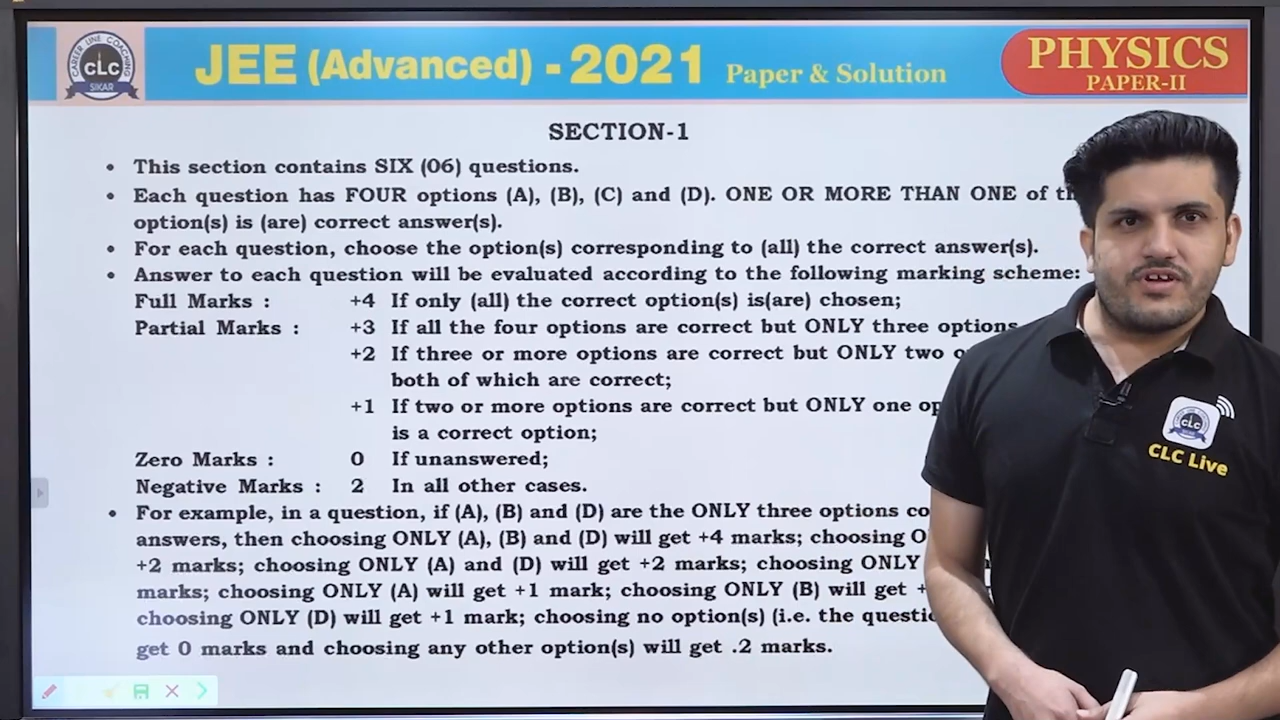 CAREER LINE COACHING
CLC
SIKAR
JEE (Advanced) - 2021 Paper & Solution
PHYSICS
PAPER-II
SECTION-1
• This section contains SIX (06) questions.
• Each question has FOUR options (A), (B), (C) and (D). ONE OR MORE THAN ONE of
option(s) is (are) correct answer(s).
• For each question, choose the option(s) corresponding to (all) the correct answer(s).
• Answer to each question will be evaluated according to the following marking scheme:
Full Marks : +4 If only (all) the correct option(s) is(are) chosen;
Partial Marks : +3 If all the four options are correct but ONLY three options
+2 If three or more options are correct but ONLY two
both of which are correct;
+1 If two or more options are correct but ONLY one
is a correct option;
Zero Marks : 0 If unanswered;
Negative Marks : 2 In all other cases.
• For example, in a question, if (A), (B) and (D) are the ONLY three options
answers, then choosing ONLY (A), (B) and (D) will get +4 marks; choosing
+2 marks; choosing ONLY (A) and (D) will get +2 marks; choosing ONLY
marks; choosing ONLY (A) will get +1 mark; choosing ONLY (B) will get
choosing ONLY (D) will get +1 mark; choosing no option(s) (i.e. the
get 0 marks and choosing any other option(s) will get .2 marks.
CLC
CLC Live